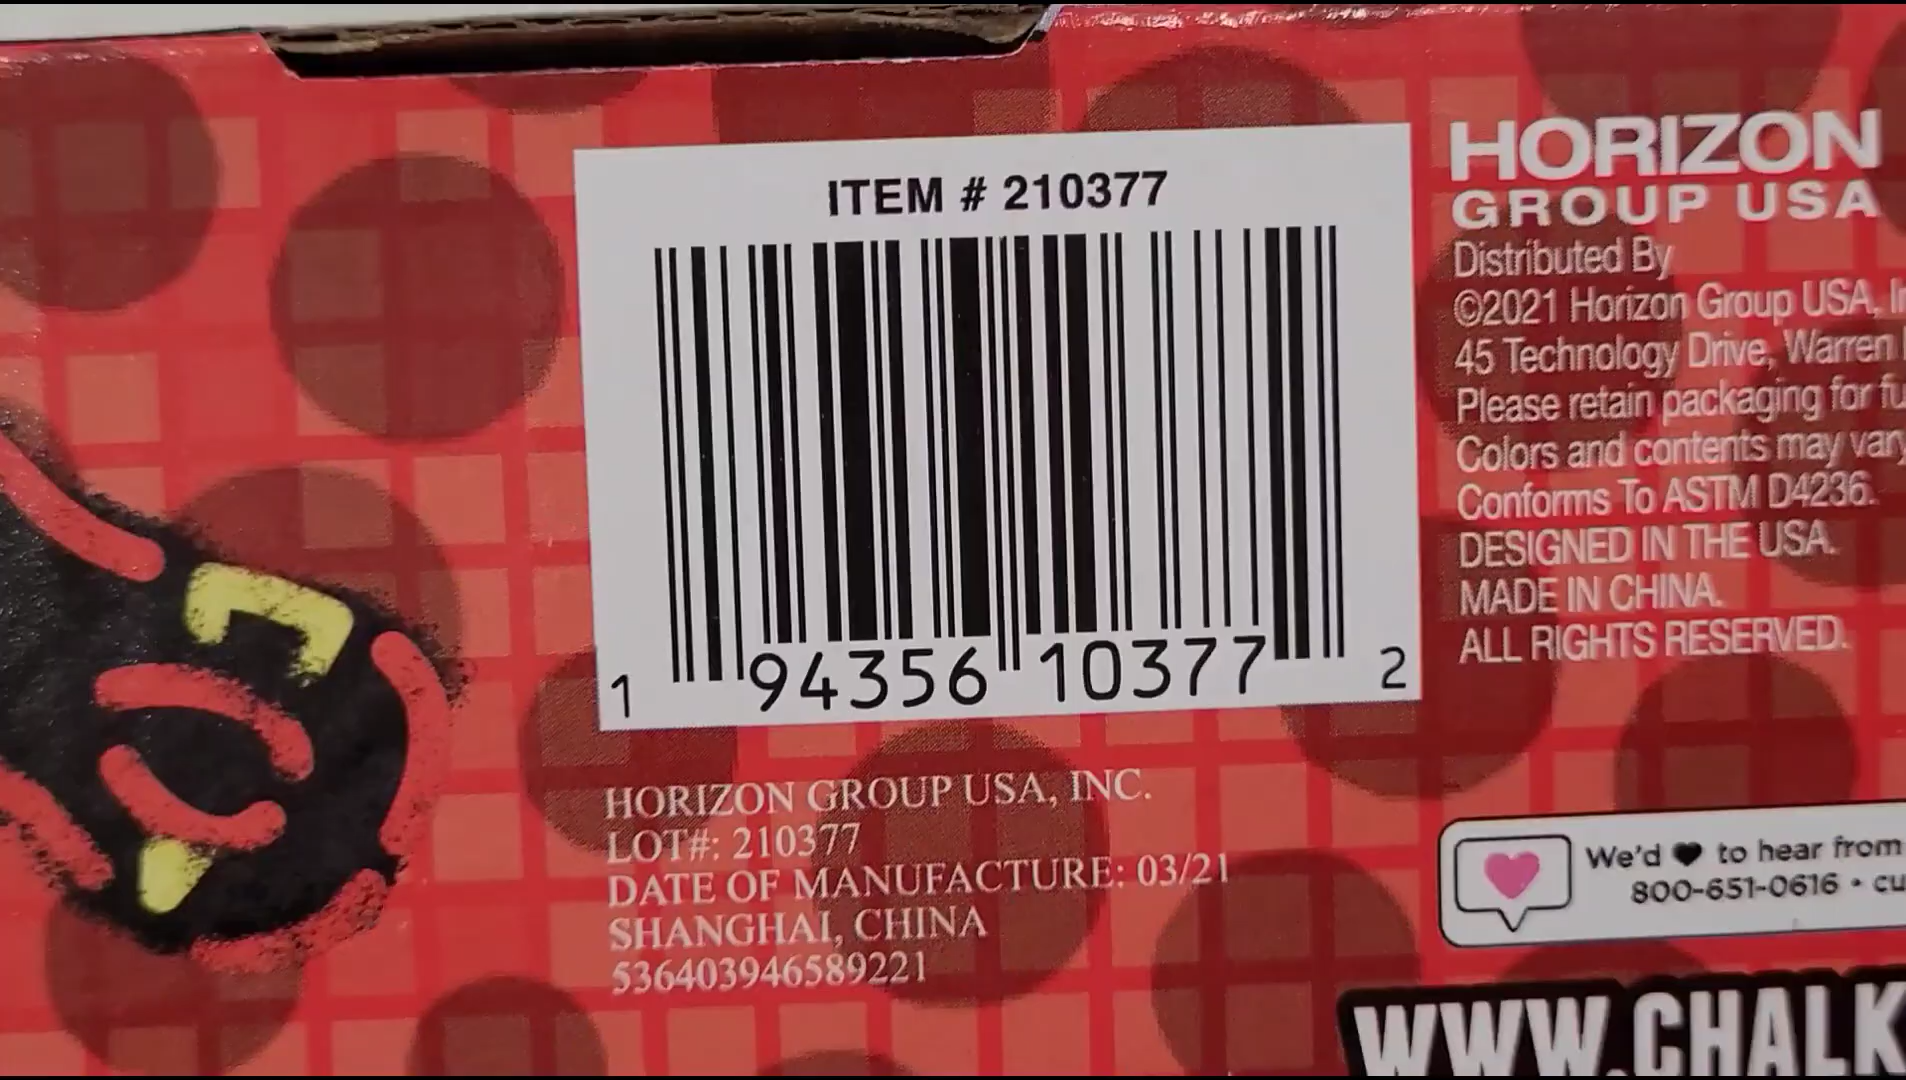 ITEM # 210377
1 94356 10377 2
HORIZON GROUP USA, INC.
LOT#: 210377
DATE OF MANUFACTURE: 03/21
SHANGHAI, CHINA
536403946589221
HORIZON
GROUP USA
Distributed By
©2021 Horizon Group USA,
45 Technology Drive, Warren
Please retain packaging for
Colors and contents may vary
Conforms To ASTM D4236.
DESIGNED IN THE USA.
MADE IN CHINA.
ALL RIGHTS RESERVED.
We'd ♥ to hear from
800-651-0616 •
WWW.CHALK